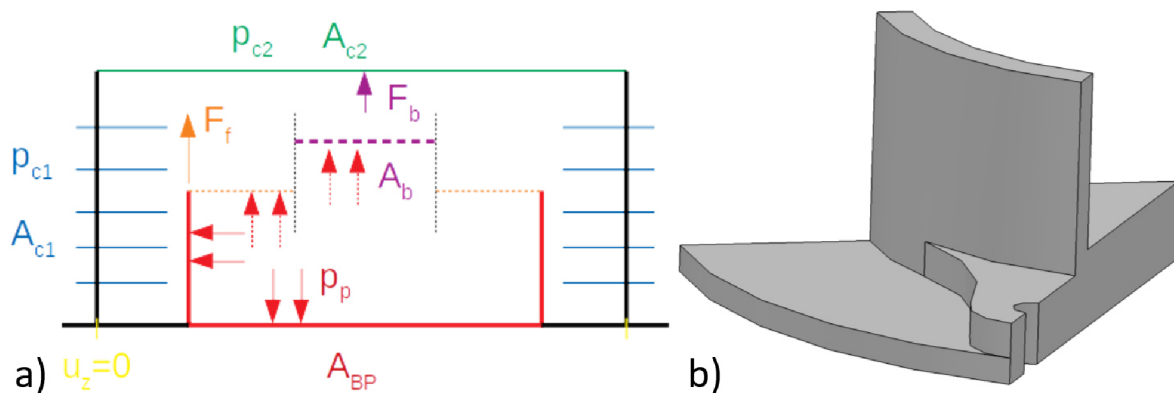 p_c2 A_c2
F_f F_b
p_c1
A_b
A_c1
p_p
a) u_z=0 A_BP b)